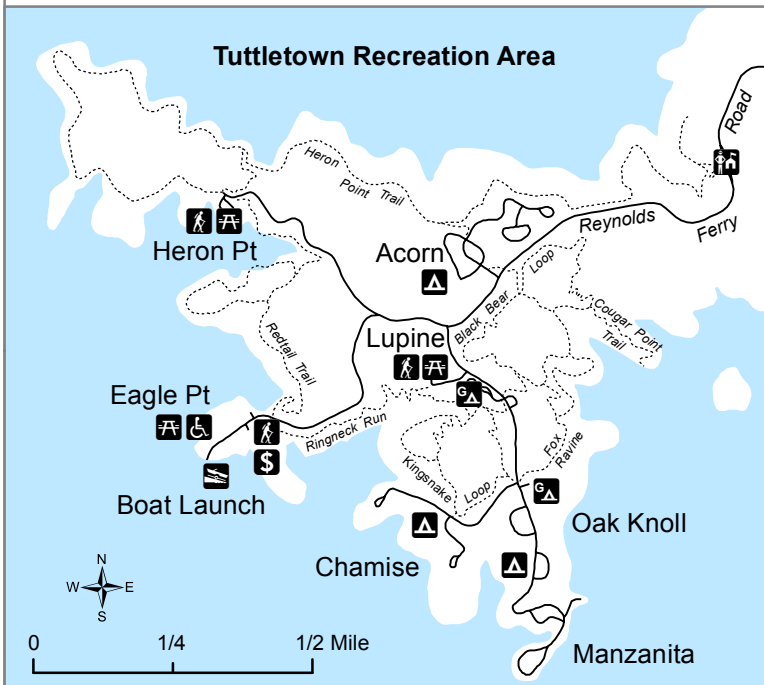 Tuttletown Recreation Area
Road
Heron
Point Trail
Reynolds
Ferry
Heron Pt
Acorn
Loop
Black Bear
Cougar Point
Trail
Lupine
Redtail Trail
G
Eagle Pt
Ringneck Run
$
Fox
Ravine
Kingsnake
Loop
G
Boat Launch
Oak Knoll
Chamise
N
W E
S
0 1/4 1/2 Mile
Manzanita